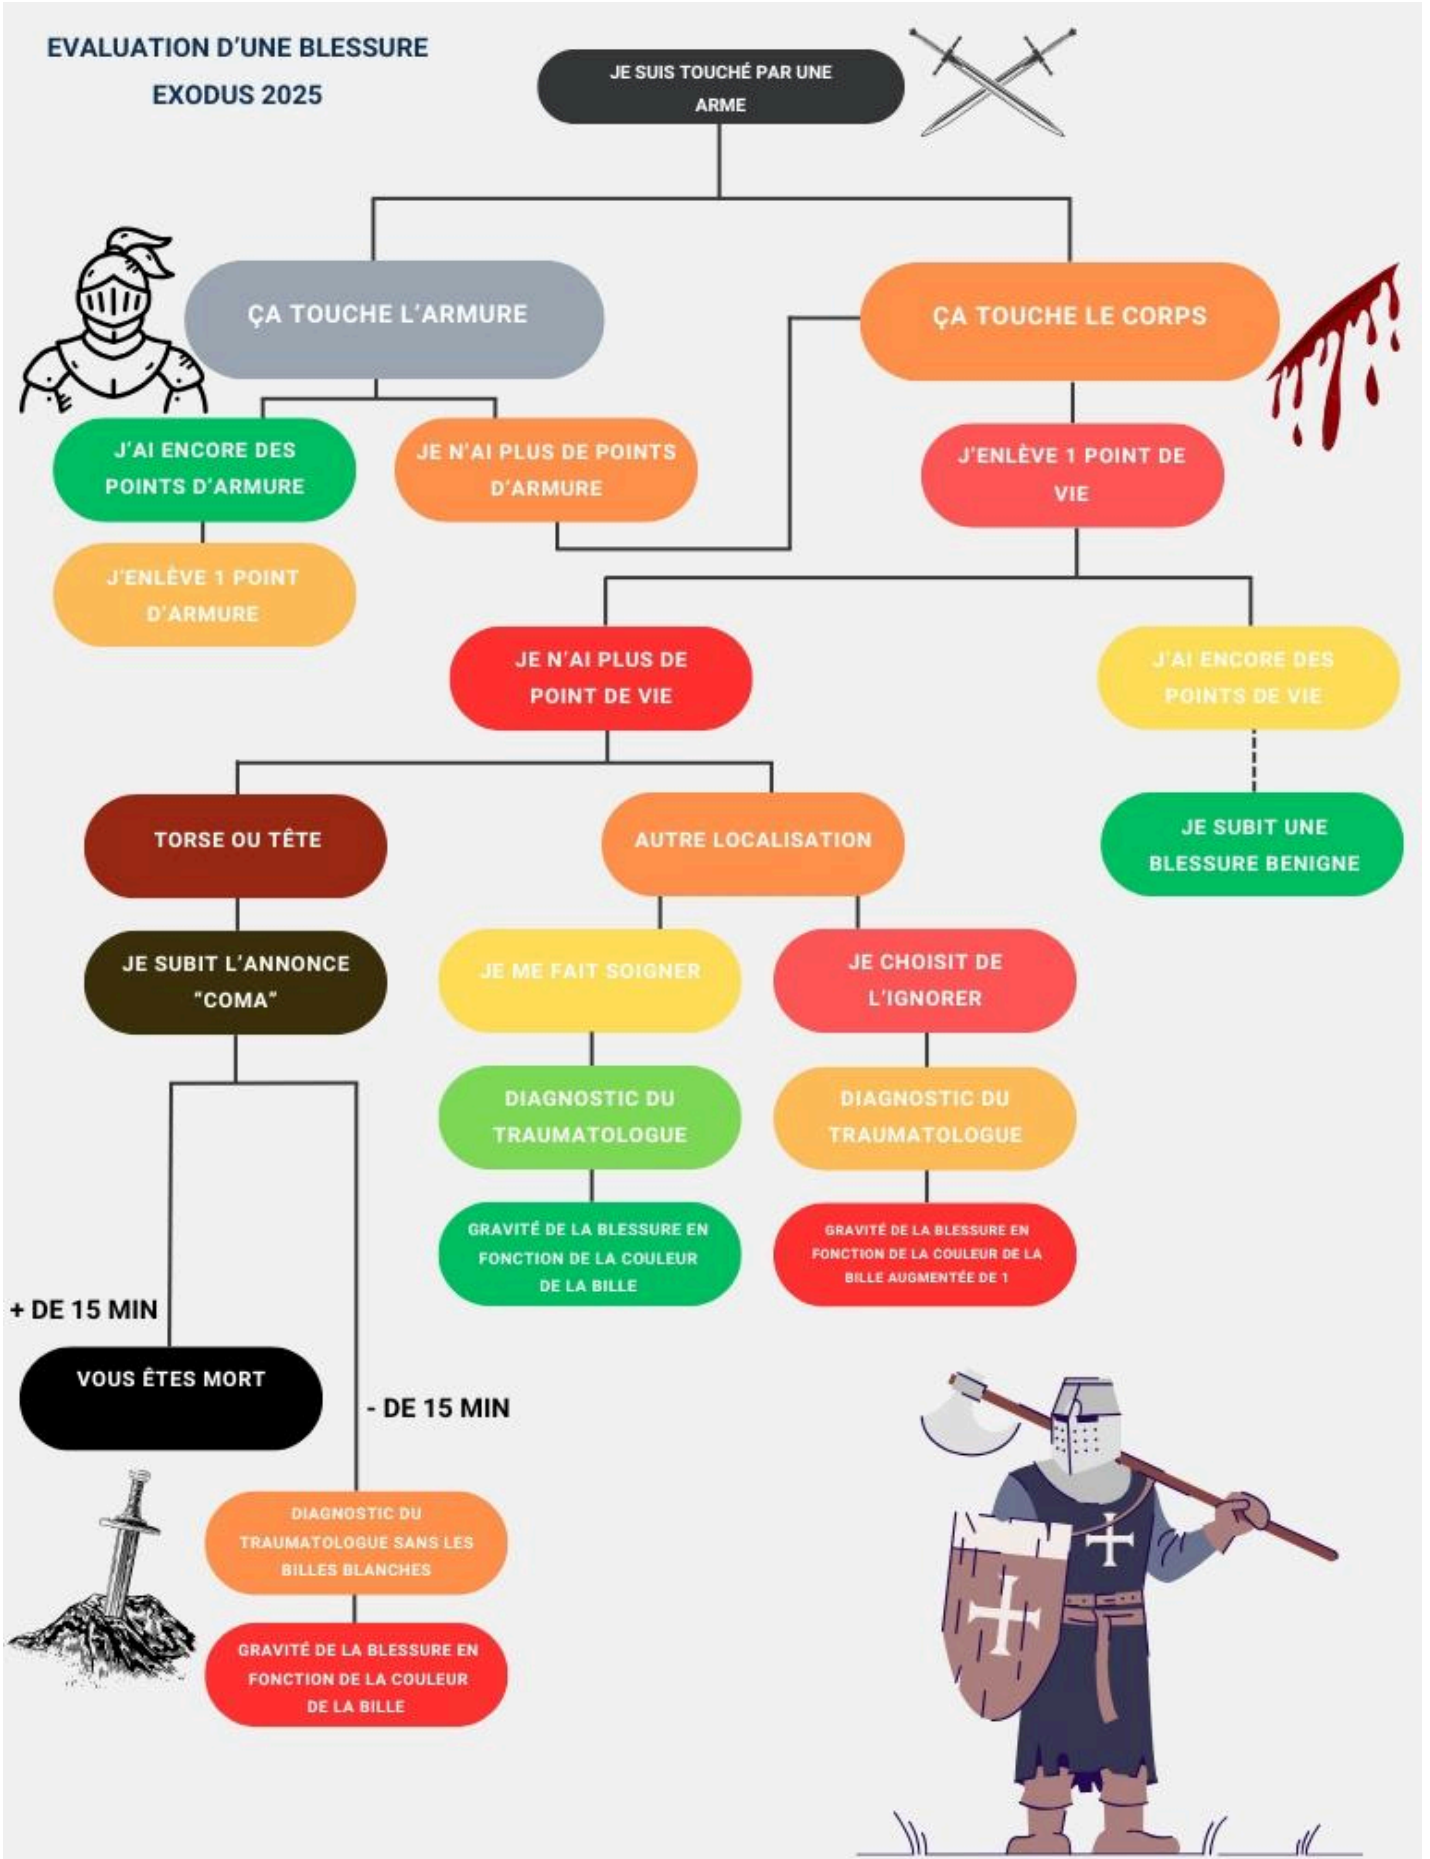 EVALUATION D'UNE BLESSURE
EXODUS 2025
JE SUIS TOUCHÉ PAR UNE
ARME
ÇA TOUCHE L'ARMURE
ÇA TOUCHE LE CORPS
J'AI ENCORE DES
POINTS D'ARMURE
JE N'AI PLUS DE POINTS
D'ARMURE
J'ENLÈVE 1 POINT DE
VIE
J'ENLÈVE 1 POINT
D'ARMURE
JE N'AI PLUS DE
POINT DE VIE
J'AI ENCORE DES
POINTS DE VIE
TORSE OU TÊTE
AUTRE LOCALISATION
JE SUBIT UNE
BLESSURE BENIGNE
JE SUBIT L'ANNONCE
"COMA"
JE ME FAIT SOIGNER
JE CHOISIT DE
L'IGNORER
DIAGNOSTIC DU
TRAUMATOLOGUE
DIAGNOSTIC DU
TRAUMATOLOGUE
GRAVITÉ DE LA BLESSURE EN
FONCTION DE LA COULEUR
DE LA BILLE
GRAVITÉ DE LA BLESSURE EN
FONCTION DE LA COULEUR DE LA
BILLE AUGMENTÉE DE 1
+ DE 15 MIN
VOUS ÊTES MORT
- DE 15 MIN
DIAGNOSTIC DU
TRAUMATOLOGUE SANS LES
BILLES BLANCHES
GRAVITÉ DE LA BLESSURE EN
FONCTION DE LA COULEUR
DE LA BILLE